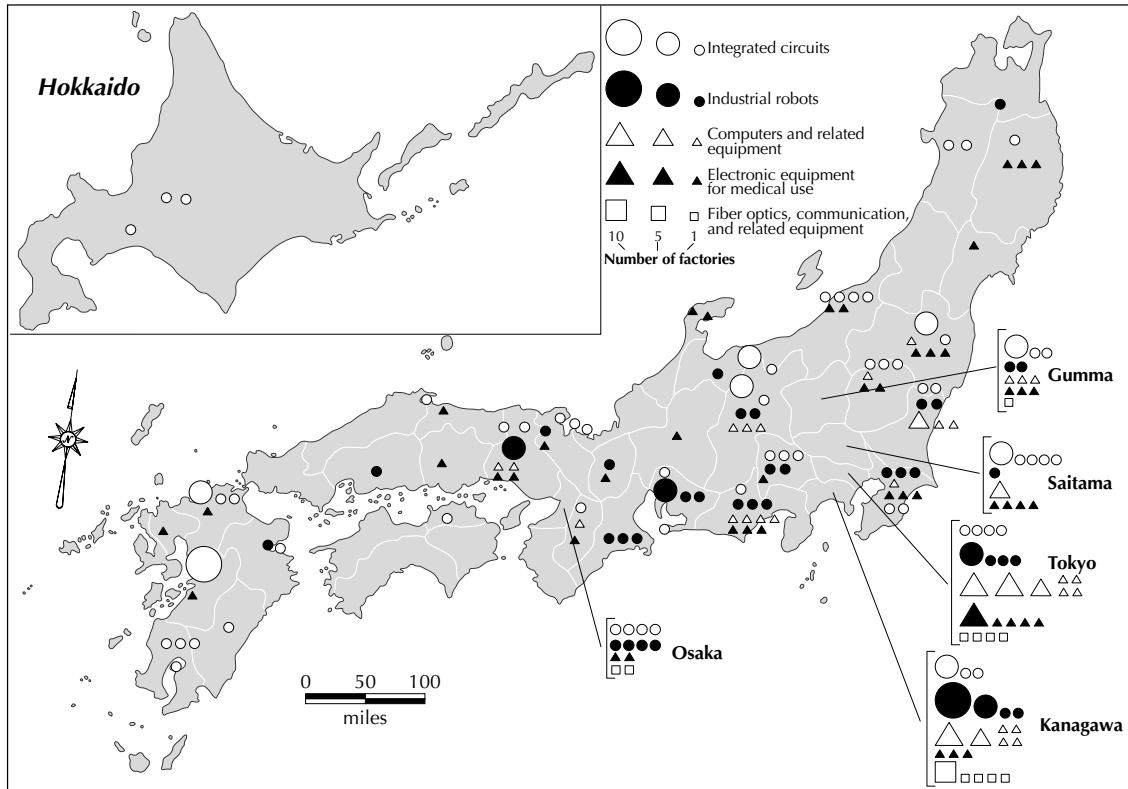 Hokkaido
Integrated circuits
Industrial robots
Computers and related
equipment
Electronic equipment
for medical use
Fiber optics, communication,
and related equipment
10 5 1
Number of factories
Gumma
Saitama
Tokyo
Kanagawa
Osaka
N
0 50 100
miles